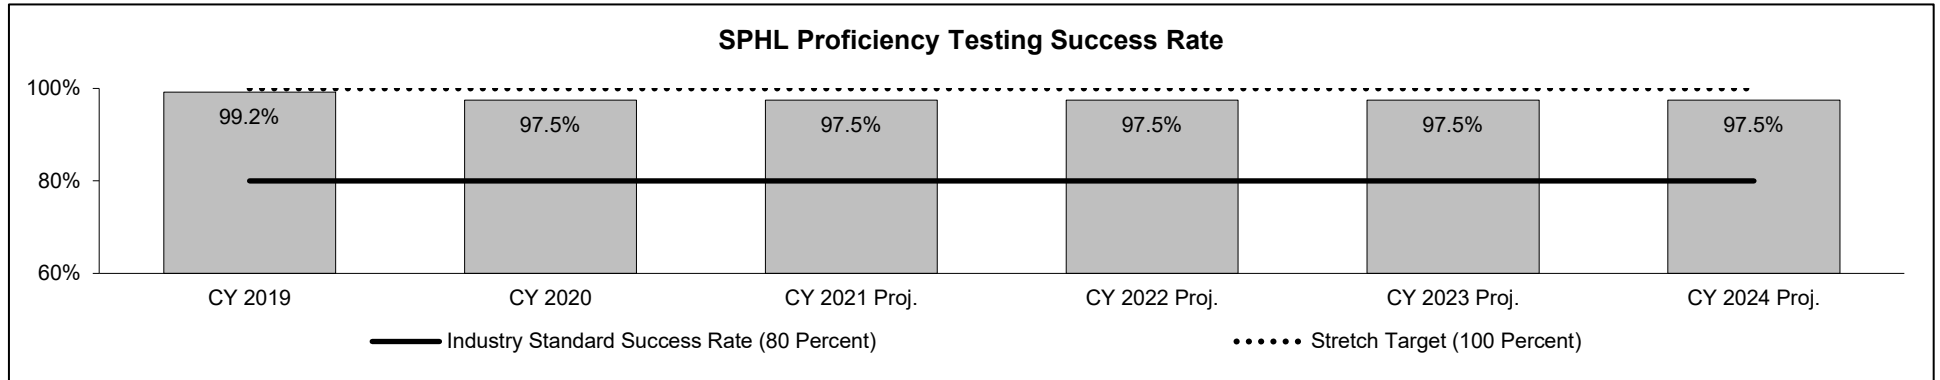 SPHL Proficiency Testing Success Rate
100%
99.2%
97.5%
97.5%
97.5%
97.5%
97.5%
80%
60%
CY 2019
CY 2020
CY 2021 Proj.
CY 2022 Proj.
CY 2023 Proj.
CY 2024 Proj.
Industry Standard Success Rate (80 Percent)
Stretch Target (100 Percent)